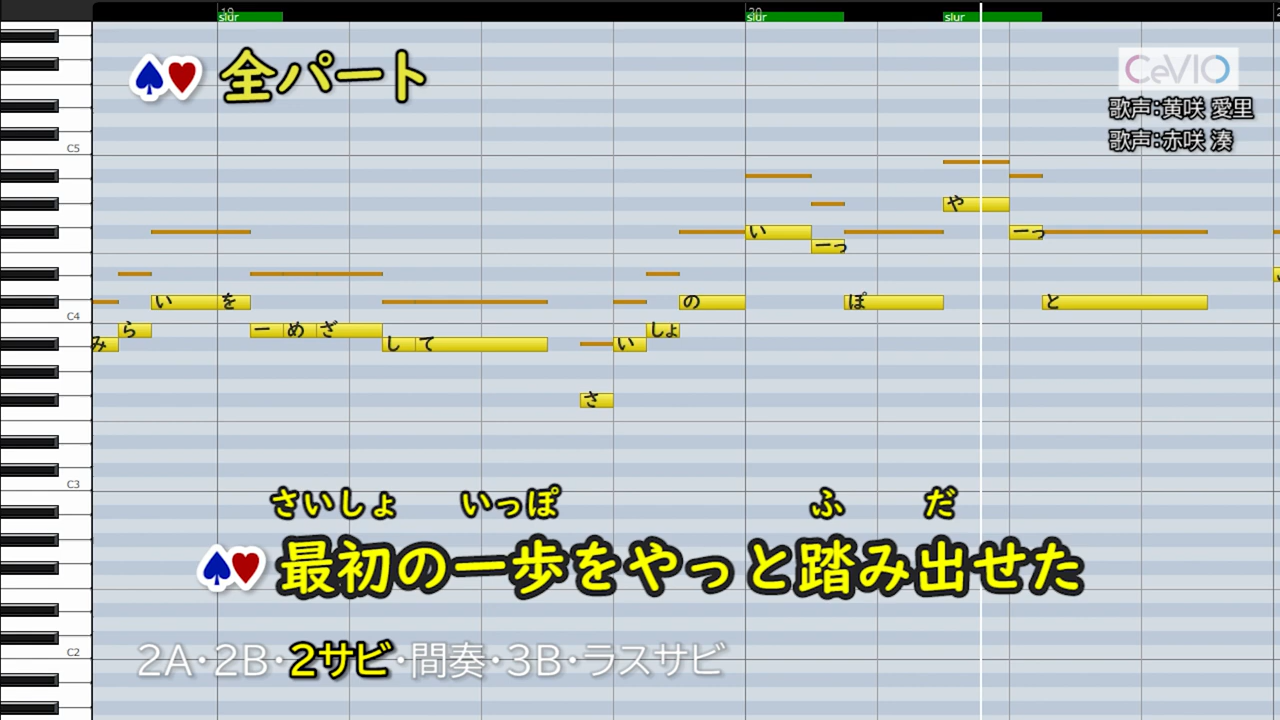 19
20
slur
slur
slur
全パート
CeVIO
歌声:黄咲 愛里
歌声:赤咲 湊
C5
や
い
ーっ
い
を
の
ぽ
と
C4
ら
ー
め
ざ
しょ
み
し
て
い
さ
C3
さいしょ いっぽ ふ だ
最初の一歩をやっと踏み出せた
C2
2A・2B・2サビ・間奏・3B・ラスサビ